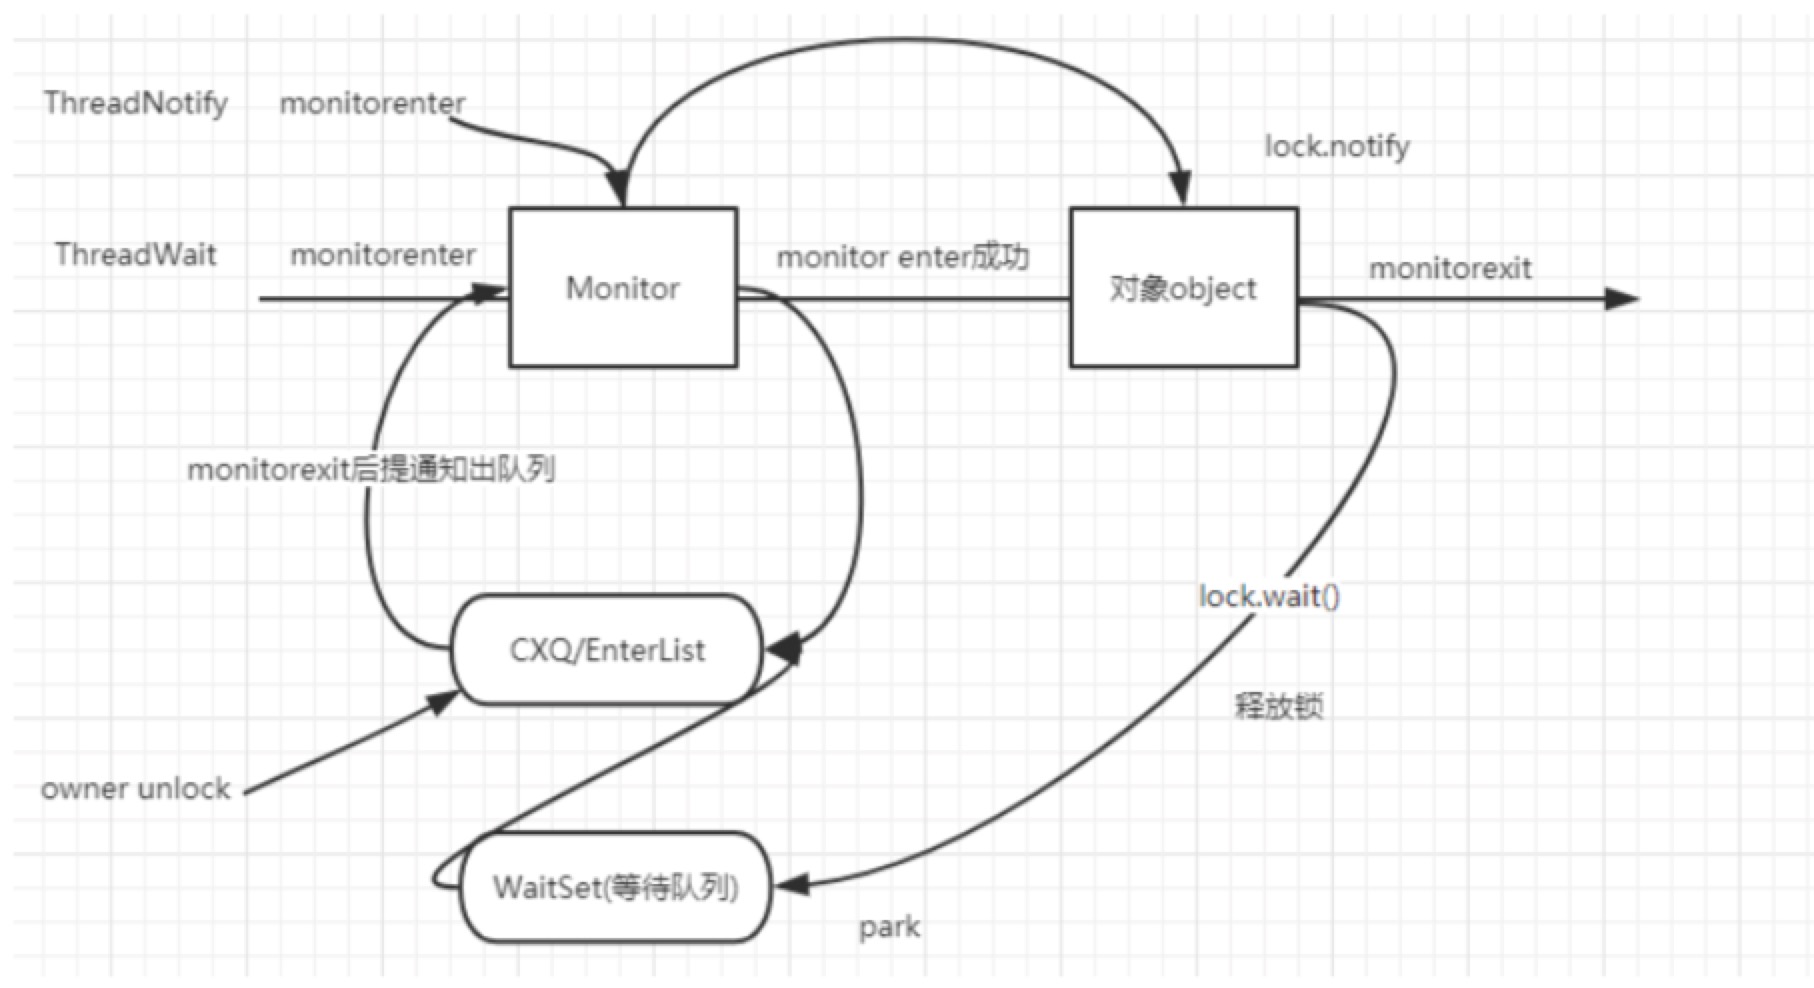 ThreadNotify monitorenter
lock.notify
ThreadWait monitorenter
monitor enter成功
monitorexit
Monitor
对象object
monitorexit后提通知出队列
lock.wait()
CXQ/EnterList
释放锁
owner unlock
WaitSet(等待队列)
park